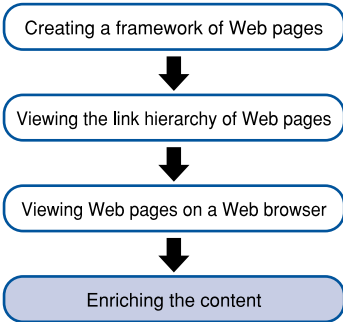 Creating a framework of Web pages
Viewing the link hierarchy of Web pages
Viewing Web pages on a Web browser
Enriching the content